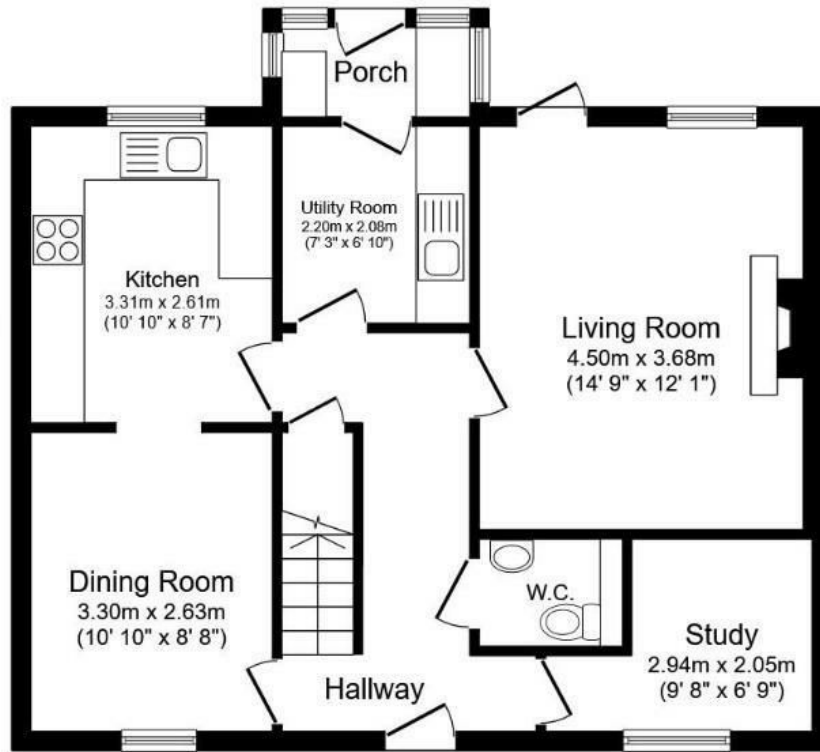 Porch
Utility Room
2.20m x 2.08m
(7' 3" x 6' 10")
Kitchen
3.31m x 2.61m
(10' 10" x 8' 7")
Living Room
4.50m x 3.68m
(14' 9" x 12' 1")
Dining Room
3.30m x 2.63m
(10' 10" x 8' 8")
W.C.
Study
2.94m x 2.05m
(9' 8" x 6' 9")
Hallway